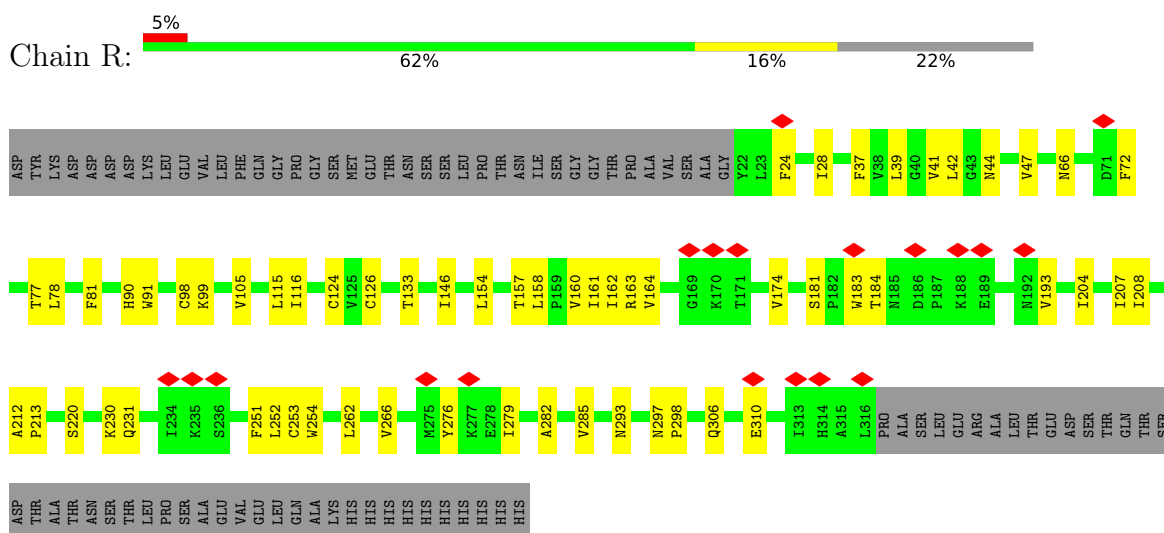 5%
Chain R:
62% 16% 22%
ASP TYR LYS ASP ASP ASP ASP LYS LEU GLU VAL LEU PHE GLN GLY PRO GLY SER MET GLU THR ASN SER SER LEU PRO THR ASN ILE SER GLY GLY THR PRO ALA VAL SER ALA GLY Y22 L23 F24 I28 F37 V38 L39 G40 V41 L42 G43 N44 V47 N66 D71 F72
T77 L78 F81 H90 W91 C98 K99 V105 L115 I116 G124 V125 C126 T133 I146 L154 T157 L158 P159 V160 I161 I162 R163 V164 G169 K170 T171 V174 S181 P182 W183 T184 N185 D186 P187 K188 E189 N192 V193 I204 I207 I208
A212 P213 S220 K230 Q231 I234 K235 S236 F251 L252 C253 W254 L262 V266 M275 Y276 K277 E278 I279 A282 V285 N293 N297 P298 Q306 E310 I313 H314 A315 L316 PRO ALA SER LEU GLU ARG ALA LEU THR GLU ASP SER THR GLN THR SER
ASP THR ALA THR ASN SER THR LEU PRO SER ALA GLU VAL GLU LEU GLN ALA LYS HIS HIS HIS HIS HIS HIS HIS HIS HIS HIS